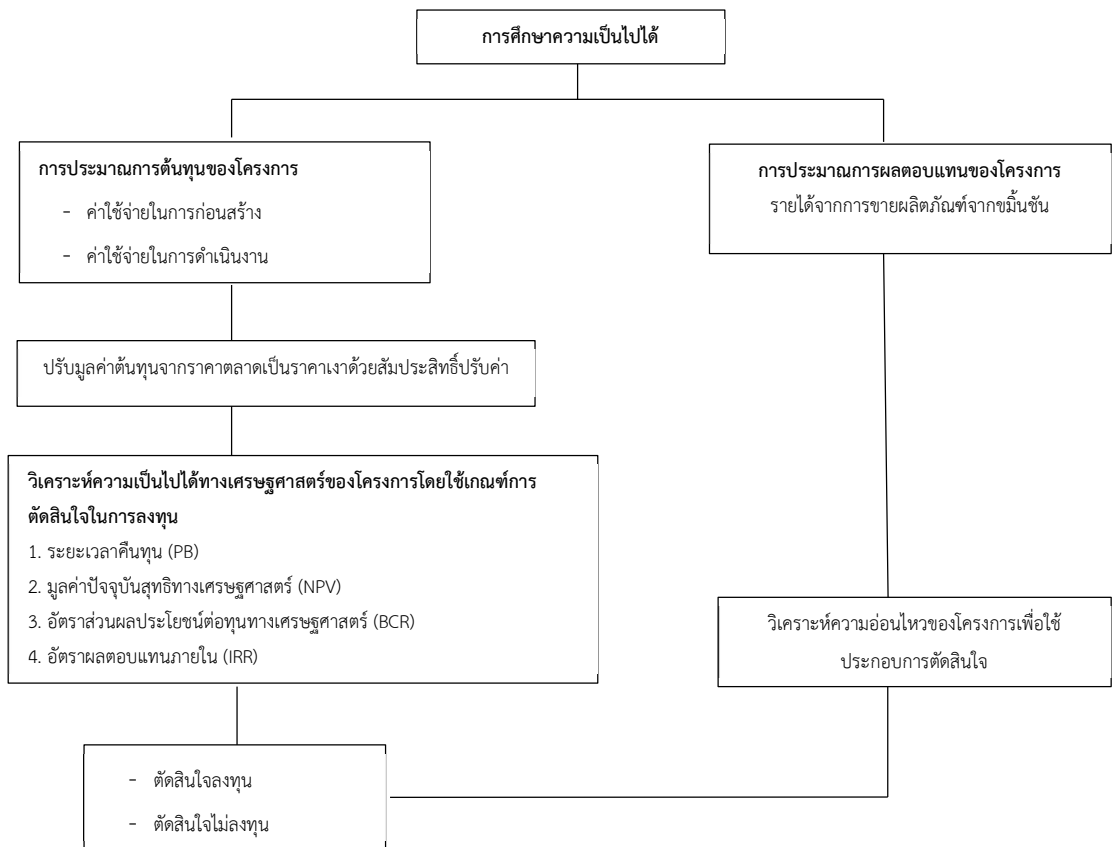 การศึกษาความเป็นไปได้
การประมาณการต้นทุนของโครงการ
- ค่าใช้จ่ายในการก่อนสร้าง
- ค่าใช้จ่ายในการดำเนินงาน
การประมาณการผลตอบแทนของโครงการ
รายได้จากการขายผลิตภัณฑ์จากขมิ้นชัน
ปรับมูลค่าต้นทุนจากราคาตลาดเป็นราคาเงาด้วยสัมประสิทธิ์ปรับค่า
วิเคราะห์ความเป็นไปได้ทางเศรษฐศาสตร์ของโครงการโดยใช้เกณฑ์การ
ตัดสินใจในการลงทุน
1. ระยะเวลาคืนทุน (PB)
2. มูลค่าปัจจุบันสุทธิทางเศรษฐศาสตร์ (NPV)
3. อัตราส่วนผลประโยชน์ต่อทุนทางเศรษฐศาสตร์ (BCR)
4. อัตราผลตอบแทนภายใน (IRR)
วิเคราะห์ความอ่อนไหวของโครงการเพื่อใช้
ประกอบการตัดสินใจ
- ตัดสินใจลงทุน
- ตัดสินใจไม่ลงทุน